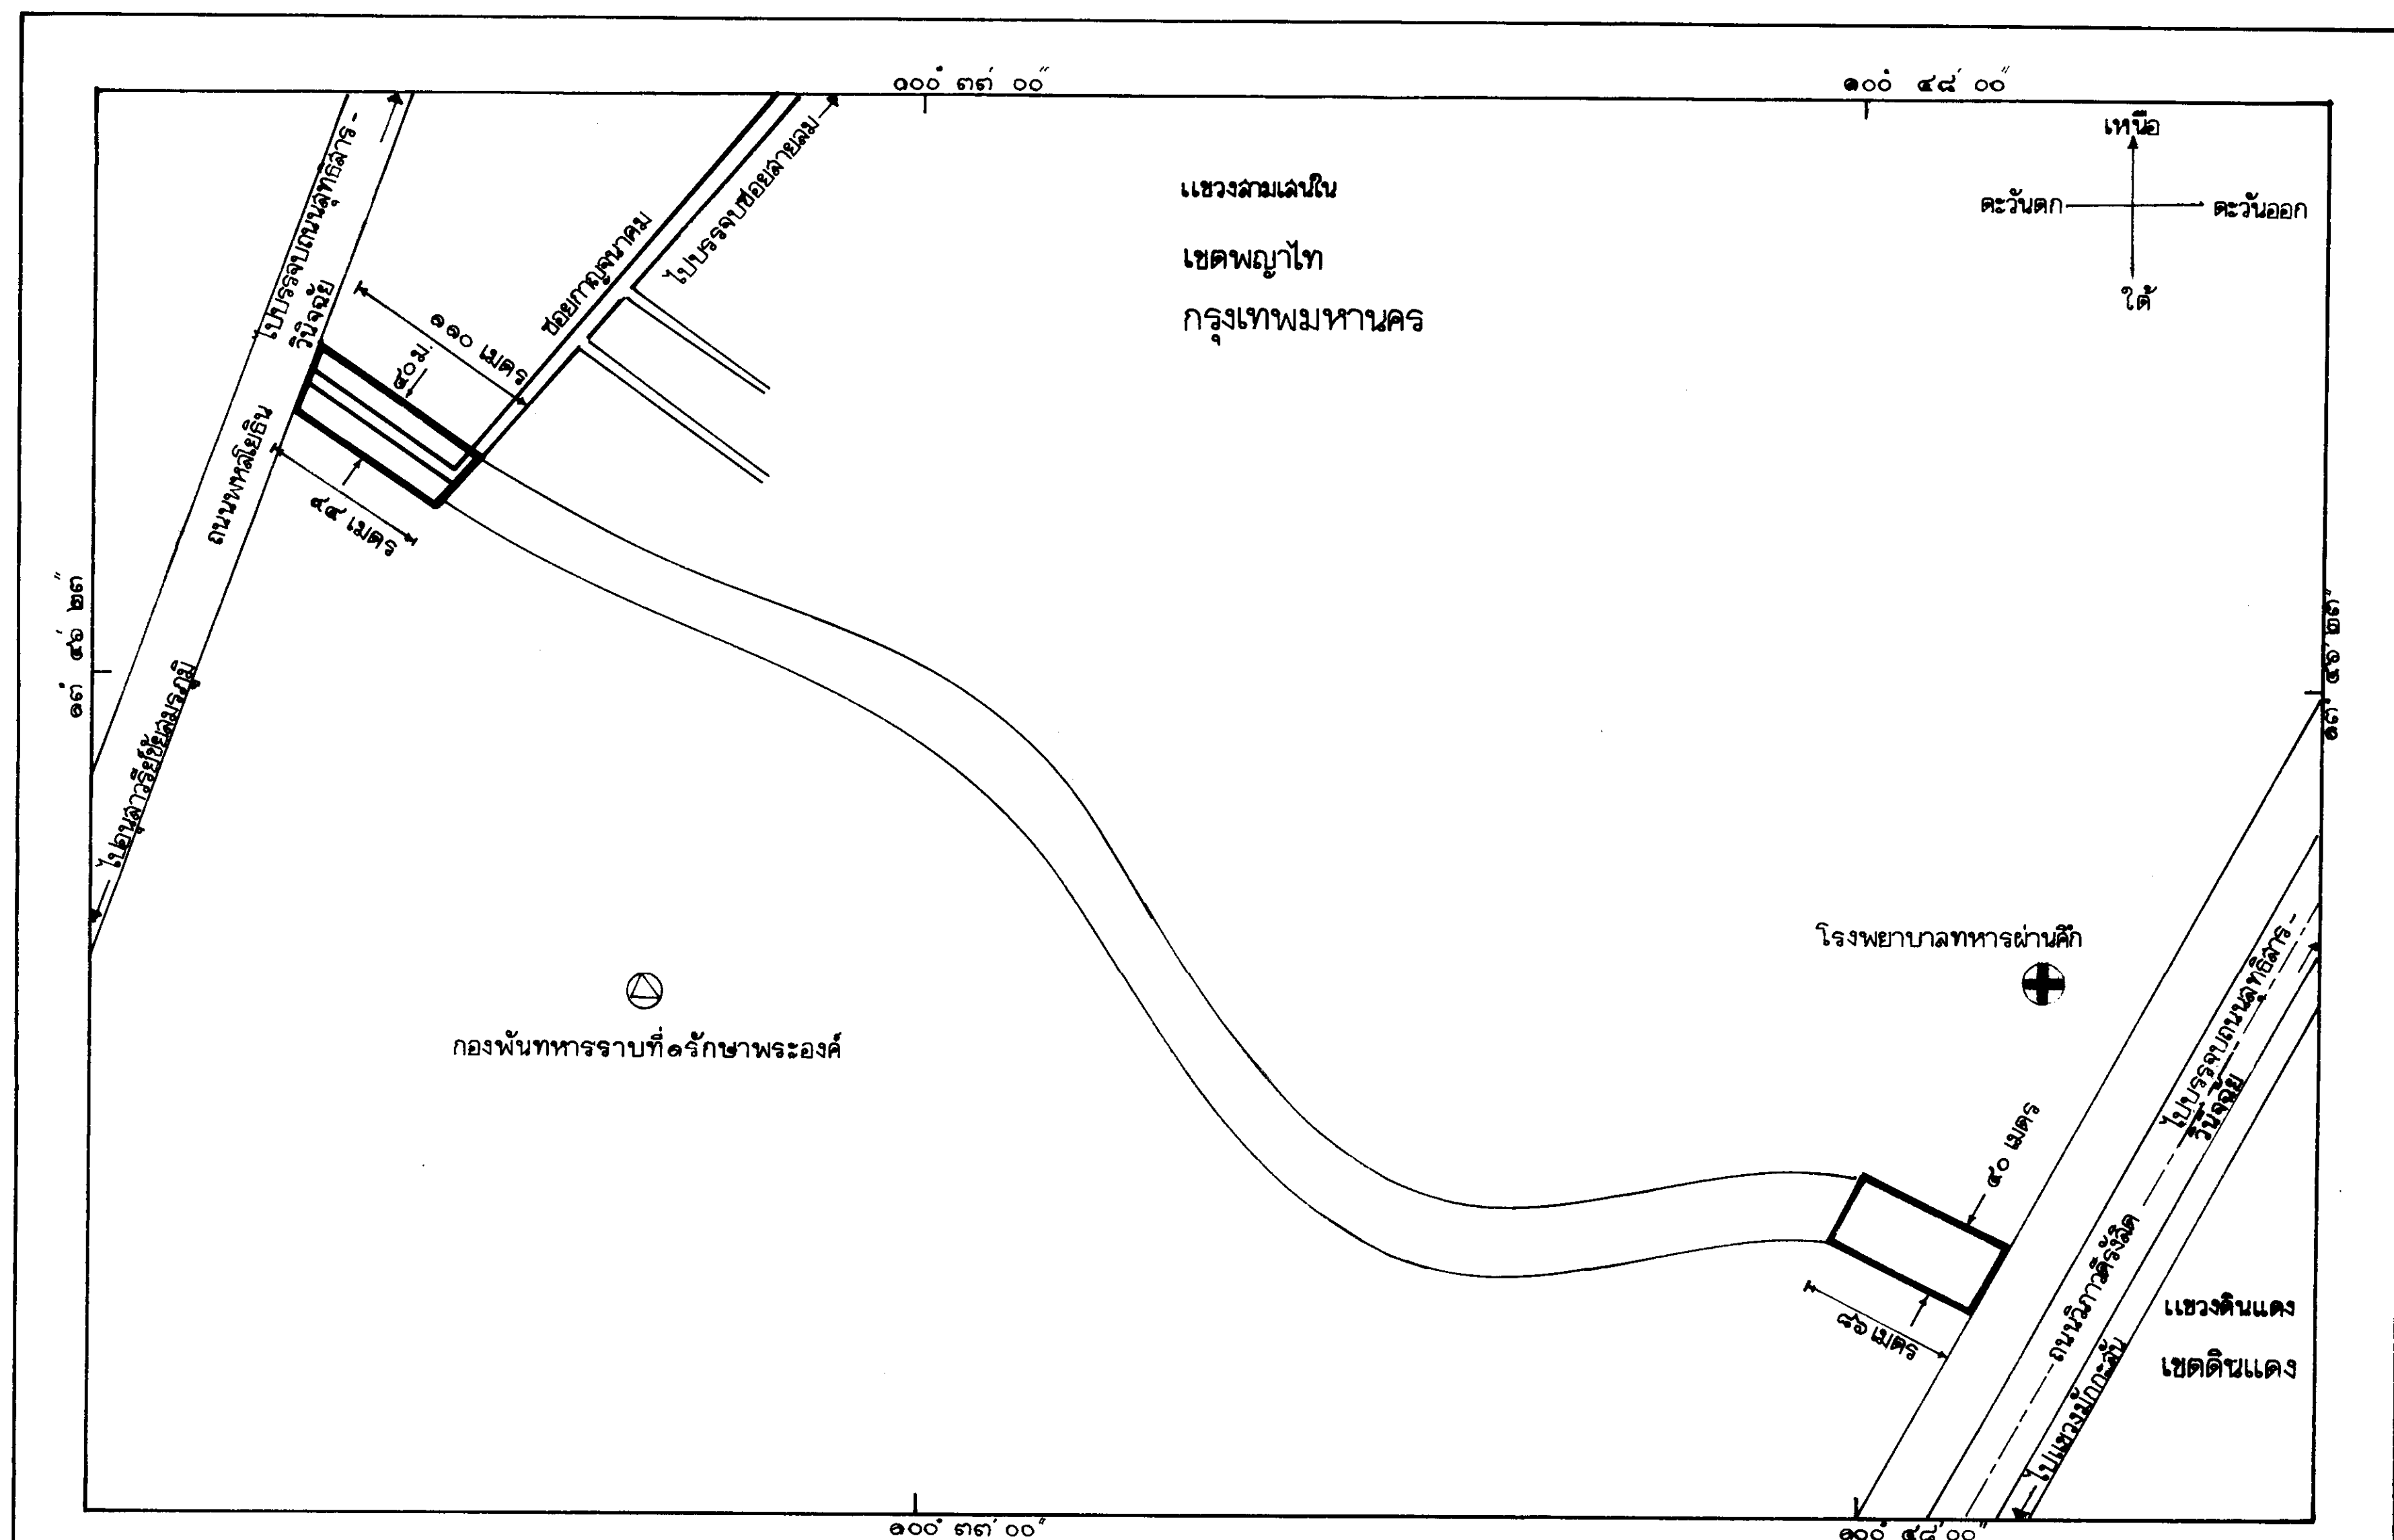 ๑๐๐° ๓๓' ๐๐"
๑๐๐° ๔๘' ๐๐"
เหนือ
ตะวันตก
ตะวันออก
ใต้
แขวงสามเสนใน
เขตพญาไท
กรุงเทพมหานคร
ไปบรรจบถนนสุทธิสาร-
วินิจฉัย
ซอยกาญจนาคม
ไปบรรจบซอยสายลม
๑๑๐ เมตร
๔๐ม.
ถนนพหลโยธิน
ไปอนุสาวรีย์ชัยสมรภูมิ
๑๓° ๔๖' ๒๓"
๑๓° ๔๖' ๒๓"
กองพันทหารราบที่๑รักษาพระองค์
โรงพยาบาลทหารผ่านศึก
ไปบรรจบถนนสุทธิสาร-
วินิจฉัย
๔๐ เมตร
เมตร
ถนนวิภาวดีรังสิต
ไปแขวงมักกะสัน
แขวงดินแดง
เขตดินแดง
๑๐๐° ๓๓' ๐๐"
๑๐๐° ๔๘' ๐๐"